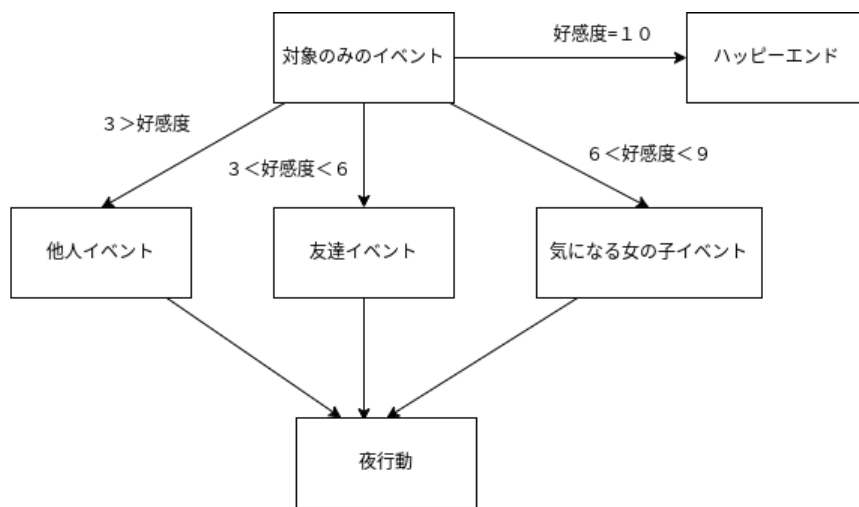 好感度=１０
対象のみのイベント
ハッピーエンド
３＞好感度
３＜好感度＜６
６＜好感度＜９
他人イベント
友達イベント
気になる女の子イベント
夜行動